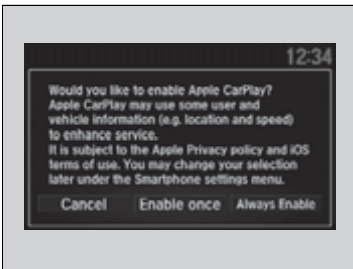 12:34
Would you like to enable Apple CarPlay?
Apple CarPlay may use some user and
vehicle information (e.g. location and speed)
to enhance service.
It is subject to the Apple Privacy policy and iOS
terms of use. You may change your selection
later under the Smartphone settings menu.
Cancel Enable once Always Enable